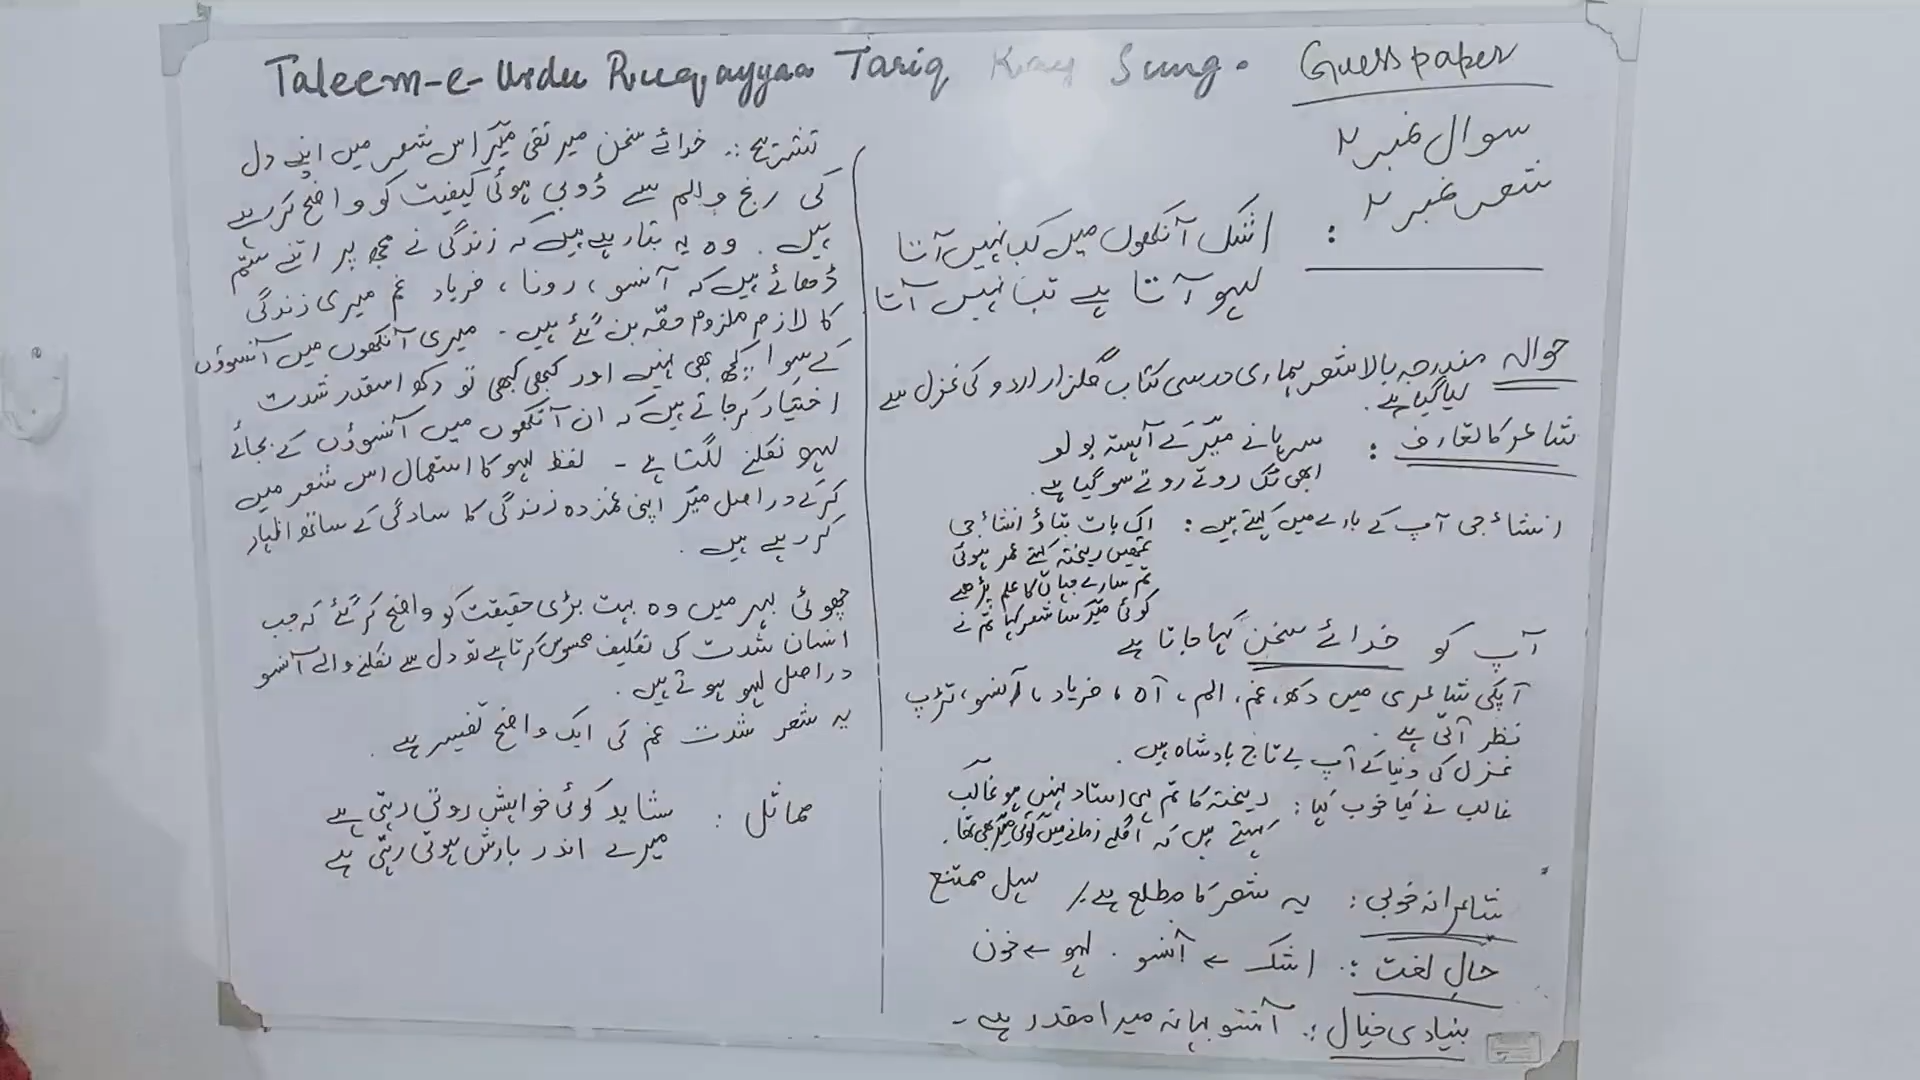 Taleem-e-Urdu Ruqayyaa Tariq Kay Sung. Guesspaper
سوال نمبر ۲
شعر نمبر ۲ :
اشک آنکھوں میں کب نہیں آتا
لہو آتا ہے تب نہیں آتا
حوالہ مندرجہ بالا شعر ہماری درسی کتاب گلزار اردو کی غزل سے
لیا گیا ہے.
شاعر کا تعارف : سرہانے میر کے آہستہ بولو
ابھی ٹک روتے روتے سو گیا ہے.
انشاء جی آپ کے بارے میں کہتے ہیں : اک بات بتاؤ انشاء جی
تمھیں ریختہ کہتے عمر ہوئی
تم سارے جہاں کا علم پڑھے
کوئی میر سا شعر کہا تم نے
آپ کو خدائے سخن کہا جاتا ہے
آپکی شاعری میں دکھ، غم، الم، آہ، فریاد، آنسو، تڑپ
نظر آتی ہے.
غزل کی دنیا کے آپ بے تاج بادشاہ ہیں.
غالب نے کیا خوب کہا : ریختہ کا تم ہی استاد نہیں ہو غالب
کہتے ہیں کہ اگلے زمانے میں کوئی میر بھی تھا.
شاعرانہ خوبی : یہ شعر کا مطلع ہے / سہل ممتنع
حالِ لغت : اشک ← آنسو . لہو ← خون
بنیادی خیال : آنسو بہانہ میرا مقدر ہے -
تشتریح : خدائے سخن میر تقی میر اس شعر میں اپنے دل
کی رنج و الم سے ڈوبی ہوئی کیفیت کو واضح کر رہے
ہیں. وہ یہ بتا رہے ہیں کہ زندگی نے مجھ پر اتنے ستم
ڈھائے ہیں کہ آنسو، رونا، فریاد غم میری زندگی
کا لازم ملزوم حصّہ بن گئے ہیں - میری آنکھوں میں آنسوؤں
کے سوا کچھ بھی نہیں اور کبھی کبھی تو دکھ اسقدر شدت
اختیار کر جاتے ہیں کہ ان آنکھوں میں آنسوؤں کے بجائے
لہو نکلنے لگتا ہے - لفظ لہو کا استعمال اس شعر میں
کر کے دراصل میر اپنی غمزدہ زندگی کا سادگی کے ساتھ اظہار
کر رہے ہیں.
چھوٹی بہر میں وہ بہت بڑی حقیقت کو واضح کر گئے کہ جب
انسان شدت کی تکلیف محسوس کرتا ہے تو دل سے نکلنے والے آنسو
دراصل لہو ہوتے ہیں.
یہ شعر شدت غم کی ایک واضح تفسیر ہے.
مماثل : شاید کوئی خواہش روتی رہتی ہے
میرے اندر بارش ہوتی رہتی ہے